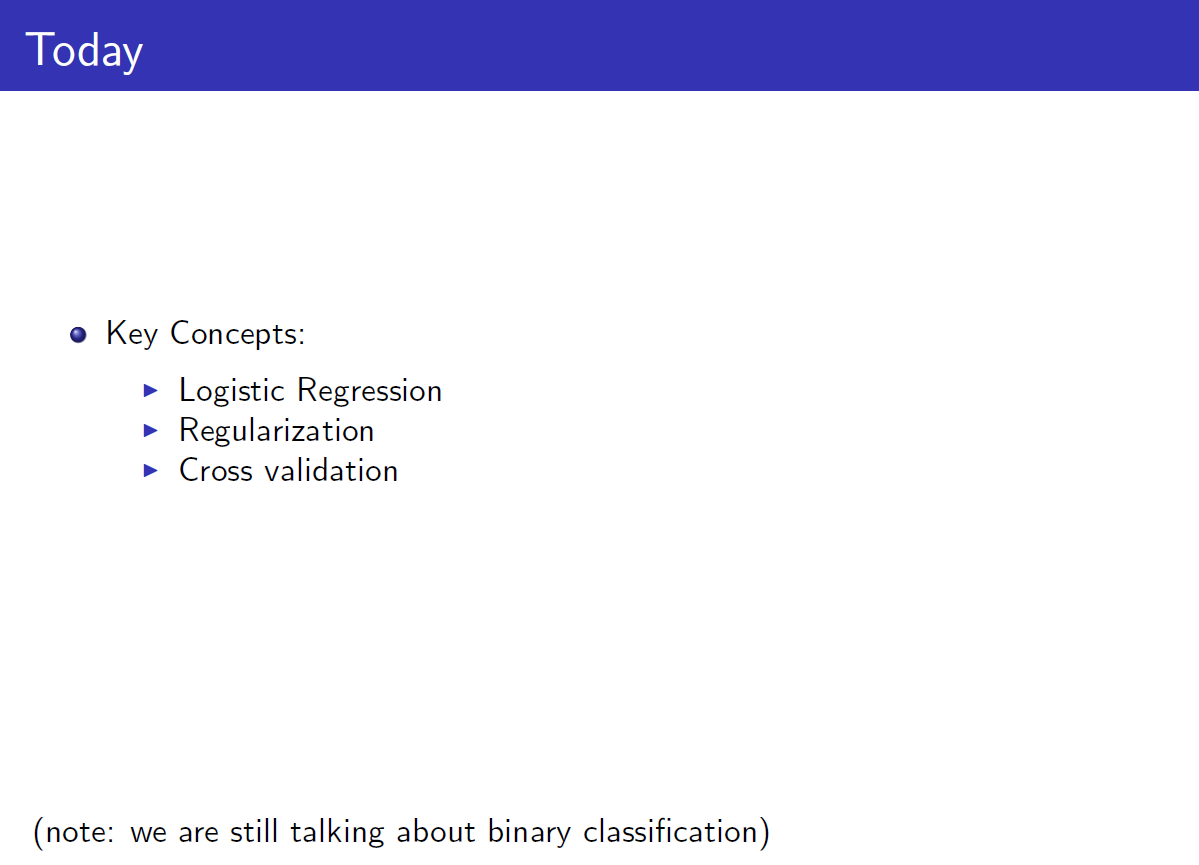 Today
Key Concepts:
Logistic Regression
Regularization
Cross validation
(note: we are still talking about binary classification)